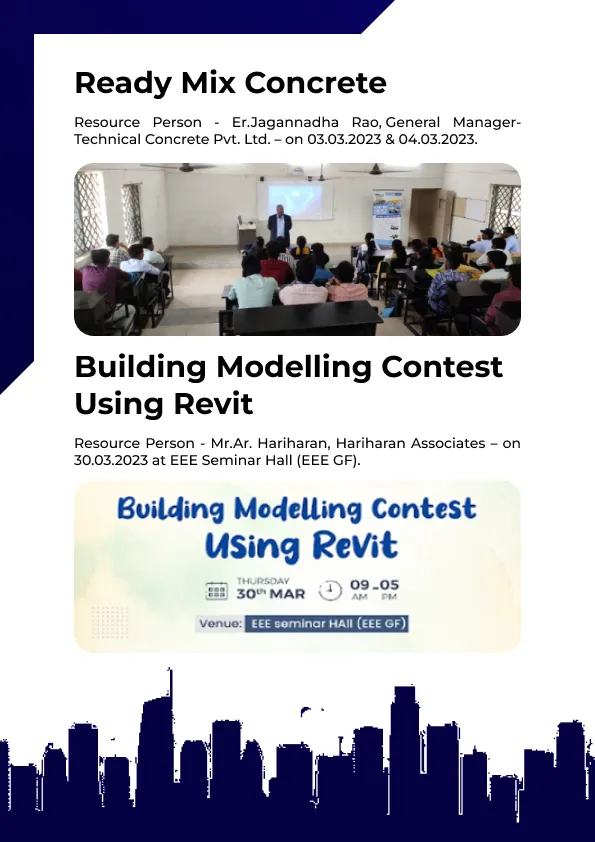 Ready Mix Concrete
Resource Person - Er.Jagannadha Rao, General Manager-
Technical Concrete Pvt. Ltd. – on 03.03.2023 & 04.03.2023.
Building Modelling Contest
Using Revit
Resource Person - Mr.Ar. Hariharan, Hariharan Associates – on
30.03.2023 at EEE Seminar Hall (EEE GF).
Building Modelling Contest
Using Revit
THURSDAY
30th MAR
09 - 05
AM PM
Venue: EEE seminar HAll (EEE GF)